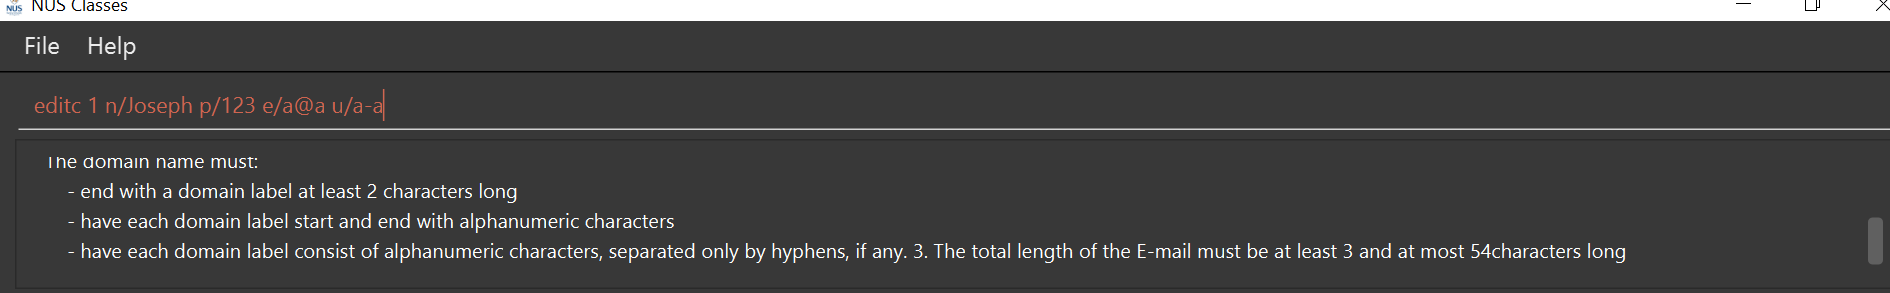 NUS
NUS Classes
File Help
editc 1 n/Joseph p/123 e/a@a u/a-a
The domain name must:
- end with a domain label at least 2 characters long
- have each domain label start and end with alphanumeric characters
- have each domain label consist of alphanumeric characters, separated only by hyphens, if any. 3. The total length of the E-mail must be at least 3 and at most 54characters long